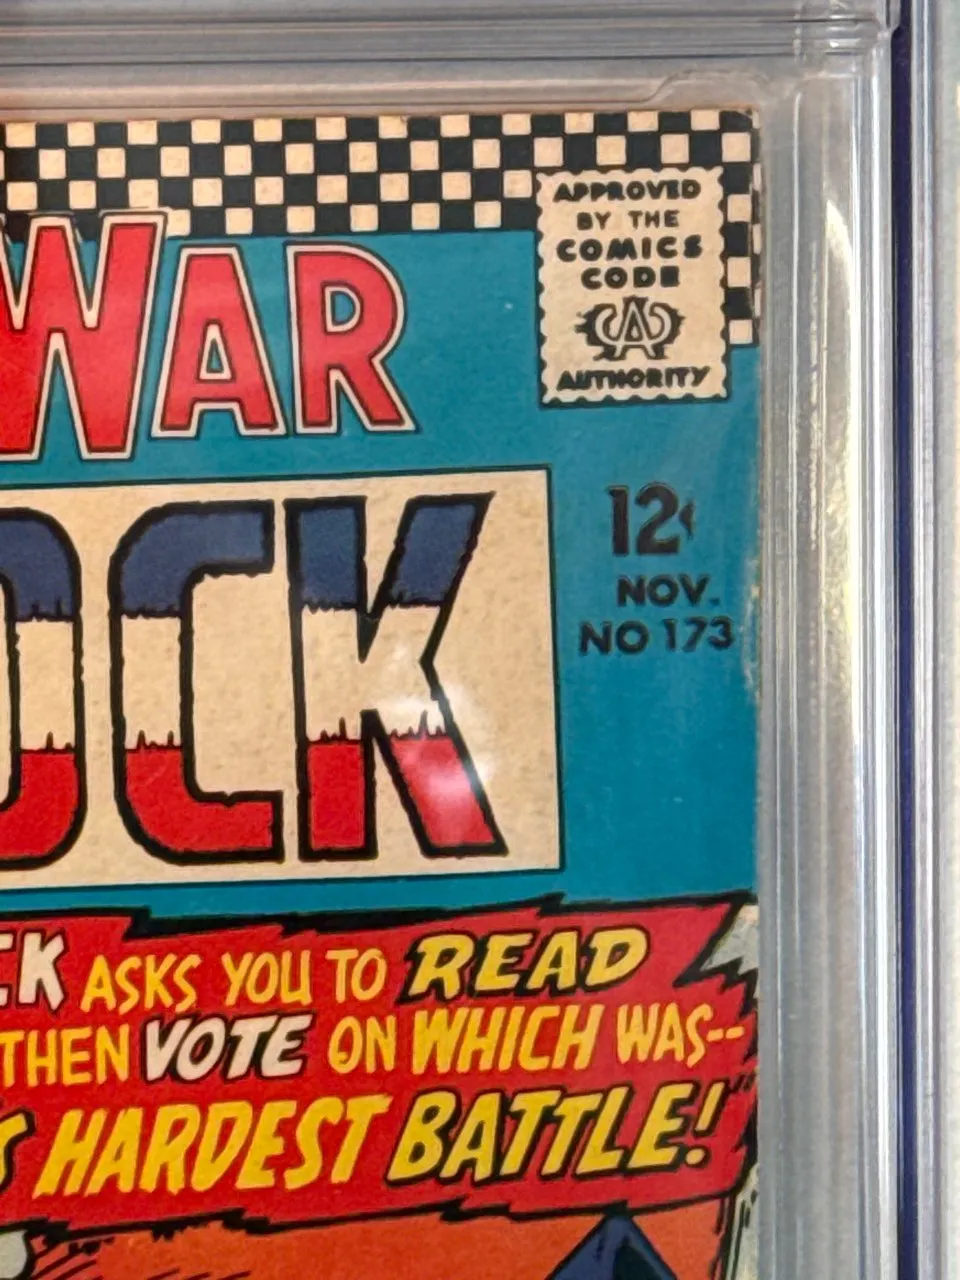 APPROVED
BY THE
COMICS
CODE
CA
AUTHORITY
WAR
OCK
12¢
NOV.
NO 173
CK ASKS YOU TO READ
THEN VOTE ON WHICH WAS--
S HARDEST BATTLE!"